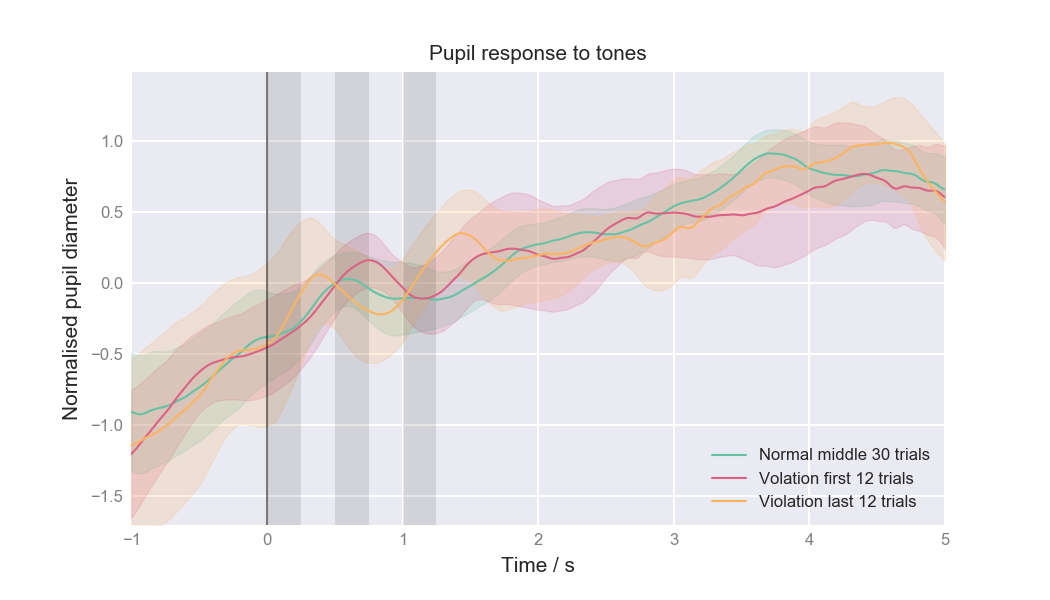 Pupil response to tones
Normalised pupil diameter
1.0
0.5
0.0
−0.5
−1.0
−1.5
Normal middle 30 trials
Volation first 12 trials
Violation last 12 trials
−1 0 1 2 3 4 5
Time / s